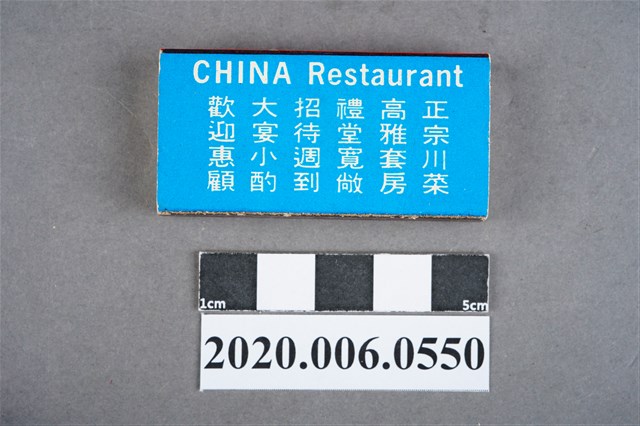 CHINA Restaurant
正宗川菜
高雅套房
禮堂寬敞
招待週到
大宴小酌
歡迎惠顧
1cm
5cm
2020.006.0550